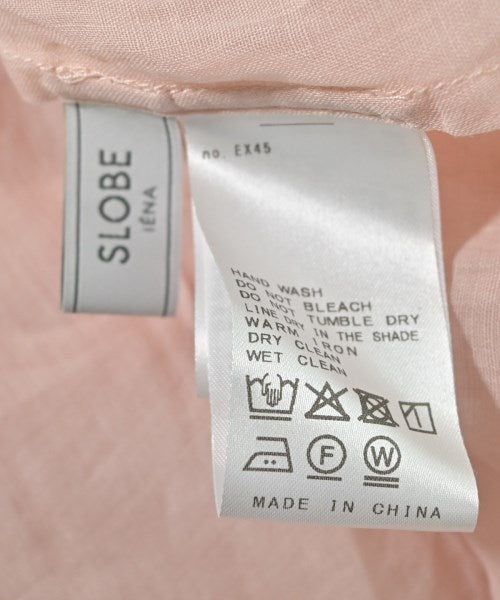 SLOBE
IÉNA
no. EX45
HAND WASH
DO NOT BLEACH
DO NOT TUMBLE DRY
LINE DRY IN THE SHADE
WARM IRON
DRY CLEAN
WET CLEAN
F
W
MADE IN CHINA